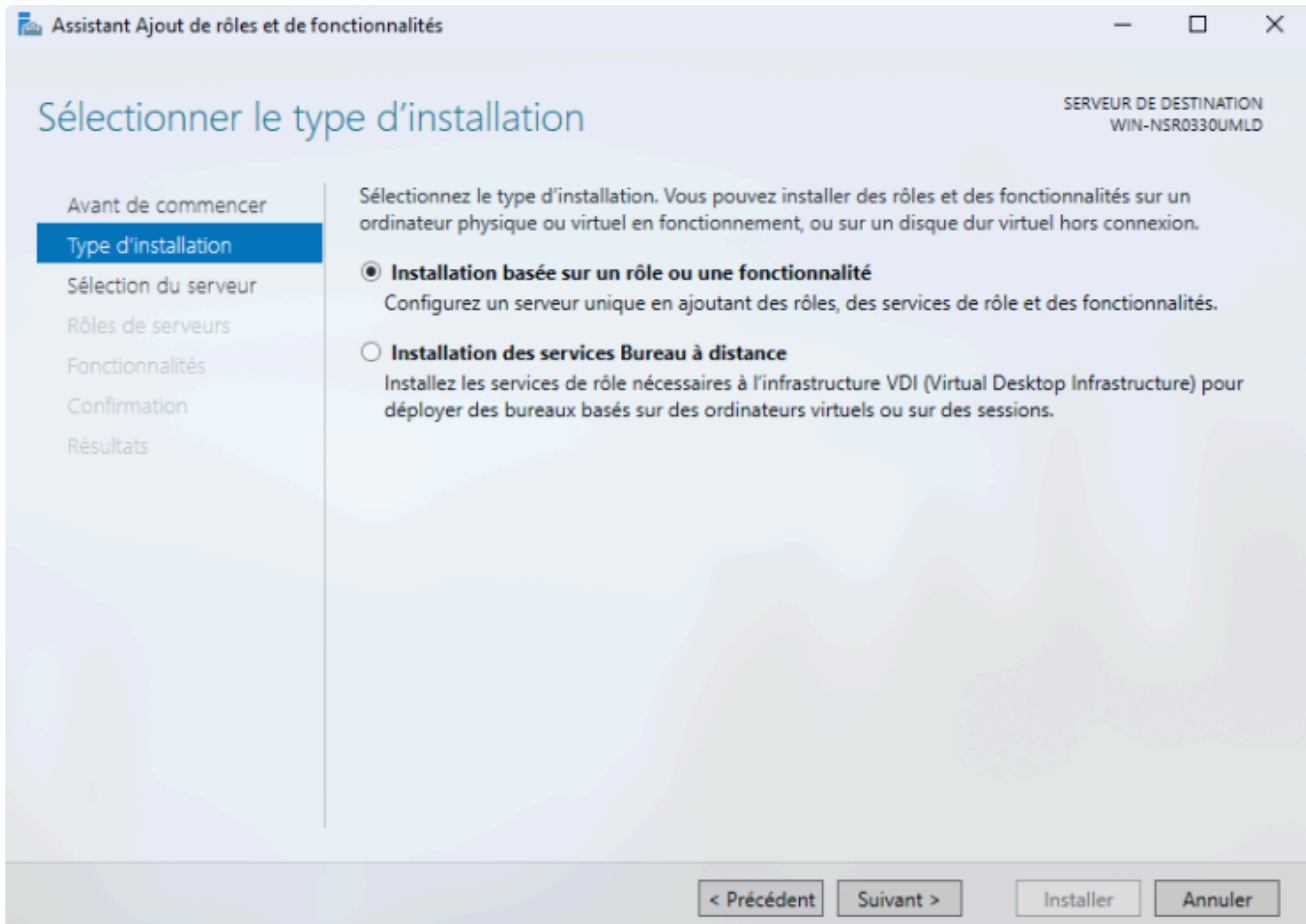 Assistant Ajout de rôles et de fonctionnalités
Sélectionner le type d’installation
SERVEUR DE DESTINATION
WIN-NSR0330UMLD
Avant de commencer
Type d’installation
Sélection du serveur
Rôles de serveurs
Fonctionnalités
Confirmation
Résultats
Sélectionnez le type d’installation. Vous pouvez installer des rôles et des fonctionnalités sur un
ordinateur physique ou virtuel en fonctionnement, ou sur un disque dur virtuel hors connexion.
Installation basée sur un rôle ou une fonctionnalité
Configurez un serveur unique en ajoutant des rôles, des services de rôle et des fonctionnalités.
Installation des services Bureau à distance
Installez les services de rôle nécessaires à l’infrastructure VDI (Virtual Desktop Infrastructure) pour
déployer des bureaux basés sur des ordinateurs virtuels ou sur des sessions.
< Précédent Suivant > Installer Annuler